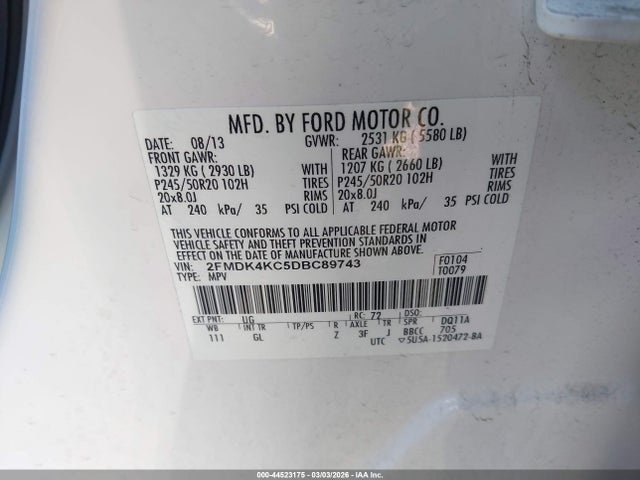 MFD. BY FORD MOTOR CO.
DATE: 08/13 GVWR: 2531 KG ( 5580 LB)
FRONT GAWR: REAR GAWR:
1329 KG ( 2930 LB) WITH 1207 KG ( 2660 LB) WITH
P245/50R20 102H TIRES P245/50R20 102H TIRES
20x8.0J RIMS 20x8.0J RIMS
AT 240 kPa/ 35 PSI COLD AT 240 kPa/ 35 PSI COLD
THIS VEHICLE CONFORMS TO ALL APPLICABLE FEDERAL MOTOR
VEHICLE SAFETY AND THEFT PREVENTION STANDARDS IN
EFFECT ON THE DATE OF MANUFACTURE SHOWN ABOVE.
VIN: 2FMDK4KC5DBC89743 F0104
TYPE: MPV T0079
EXT PNT: UG RC: 72 DSO:
WB INT TR TP/PS R AXLE TR SPR DQ11A
111 GL Z 3F J BBCC 705
UTC ▽5U5A-1520472-BA
000-44523175 - 03/03/2026 - IAAI.CA